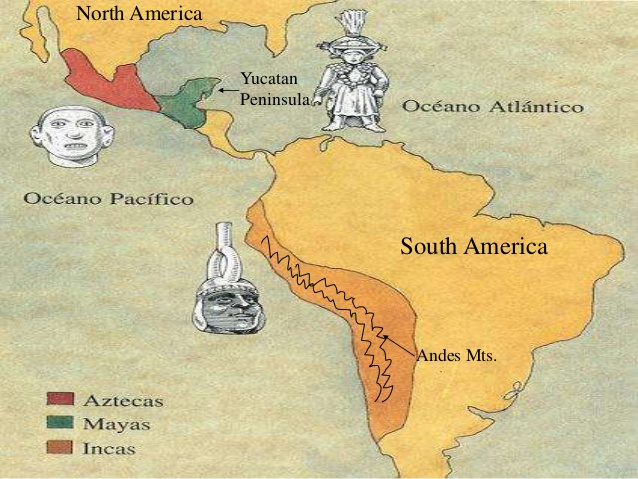 North America
Yucatan
Peninsula
Océano Atlántico
Océano Pacífico
South America
Andes Mts.
Aztecas
Mayas
Incas